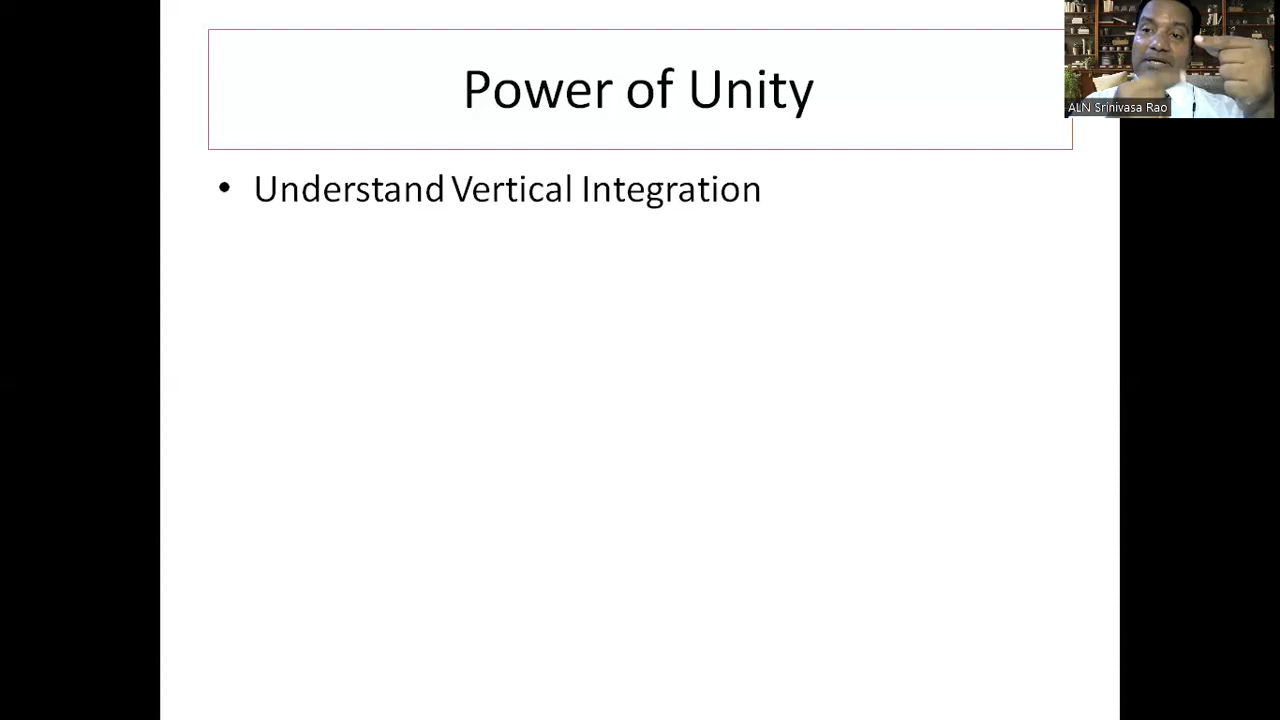 Power of Unity
ALN Srinivasa Rao
• Understand Vertical Integration